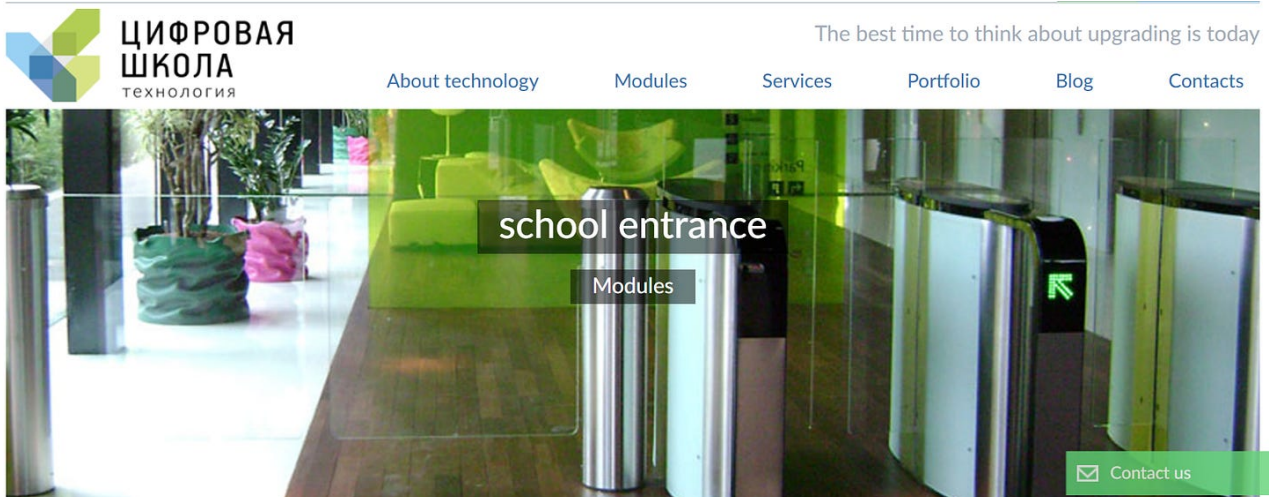 ЦИФРОВАЯ
ШКОЛА
технология
The best time to think about upgrading is today
About technology
Modules
Services
Portfolio
Blog
Contacts
school entrance
Modules
Contact us